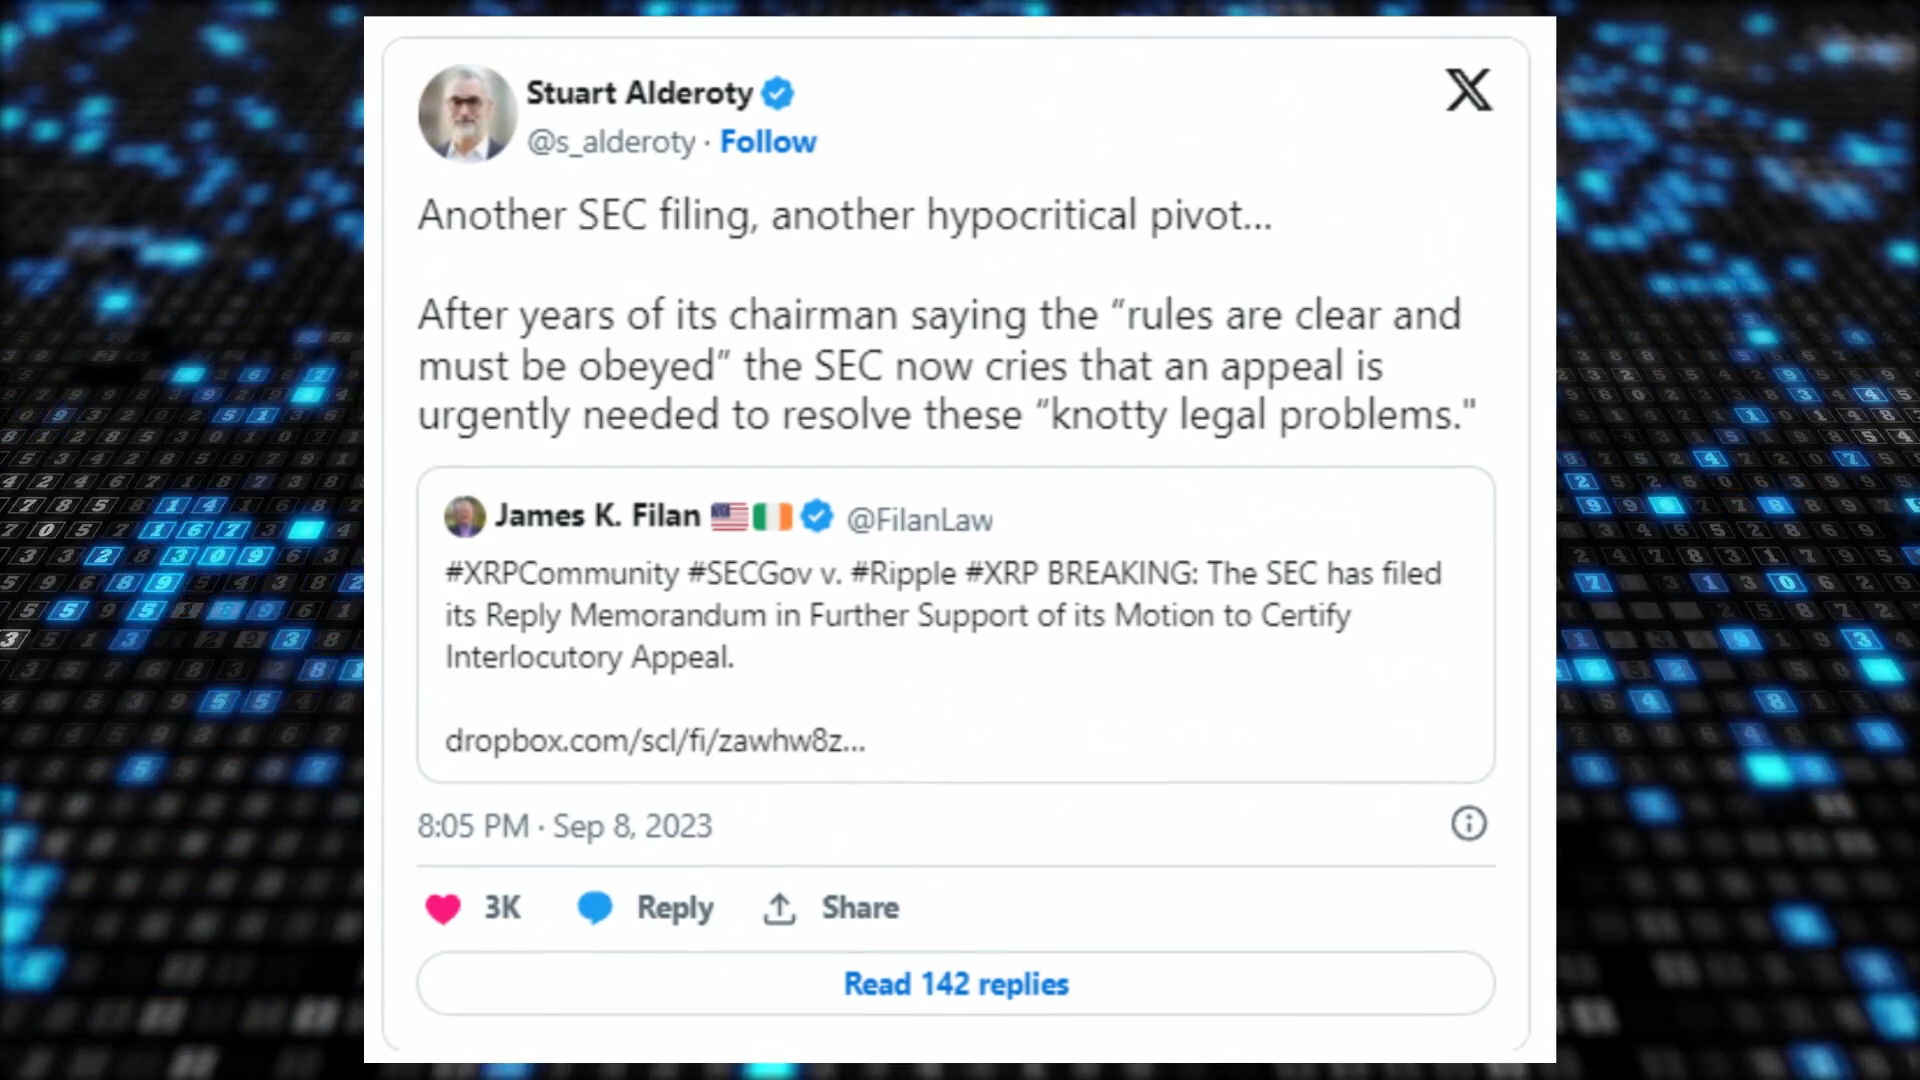 Stuart Alderoty
@s_alderoty · Follow
Another SEC filing, another hypocritical pivot...
After years of its chairman saying the “rules are clear and
must be obeyed” the SEC now cries that an appeal is
urgently needed to resolve these “knotty legal problems."
James K. Filan 🇺🇸🇮🇪 @FilanLaw
#XRPCommunity #SECGov v. #Ripple #XRP BREAKING: The SEC has filed
its Reply Memorandum in Further Support of its Motion to Certify
Interlocutory Appeal.
dropbox.com/scl/fi/zawhw8z...
8:05 PM · Sep 8, 2023
3K Reply Share
Read 142 replies